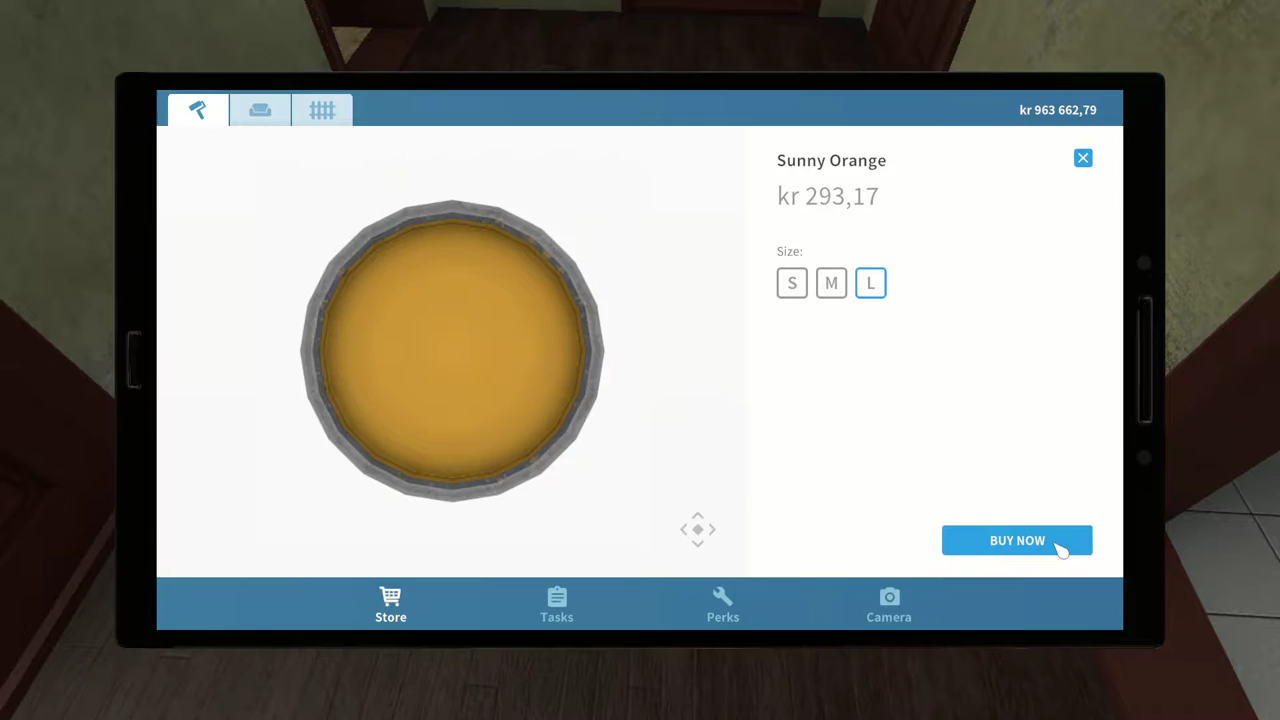 kr 963 662,79
Sunny Orange
kr 293,17
Size:
S M L
BUY NOW
Store Tasks Perks Camera